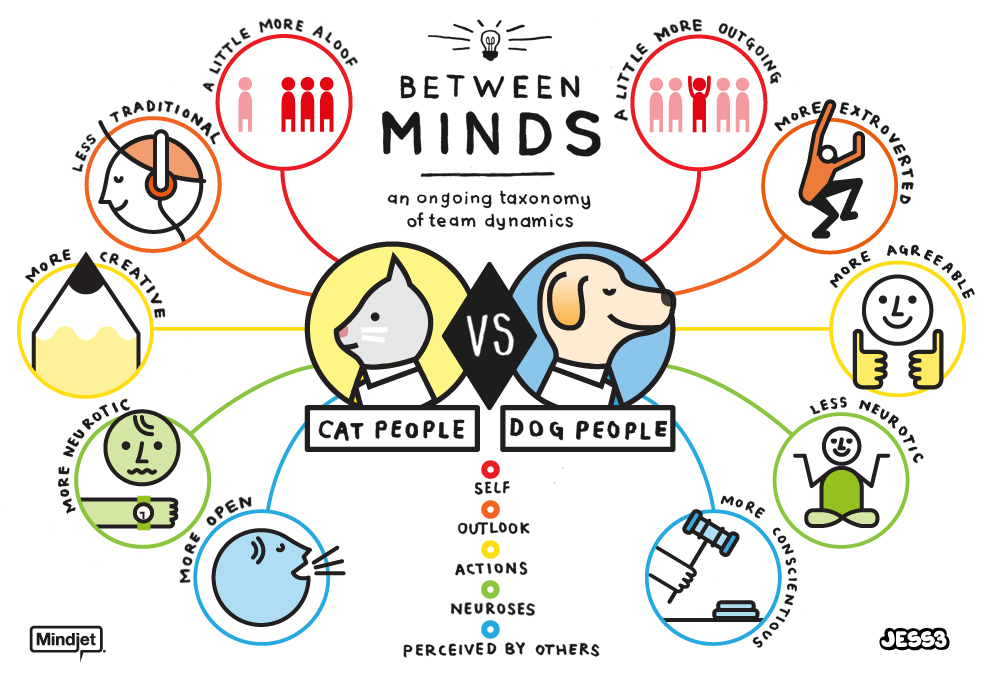 BETWEEN
MINDS
an ongoing taxonomy
of team dynamics
A LITTLE MORE ALOOF
LESS TRADITIONAL
MORE CREATIVE
MORE NEUROTIC
MORE OPEN
A LITTLE MORE OUTGOING
MORE EXTROVERTED
MORE AGREEABLE
LESS NEUROTIC
MORE CONSCIENTIOUS
VS
CAT PEOPLE
DOG PEOPLE
SELF
OUTLOOK
ACTIONS
NEUROSES
PERCEIVED BY OTHERS
Mindjet
JESS3